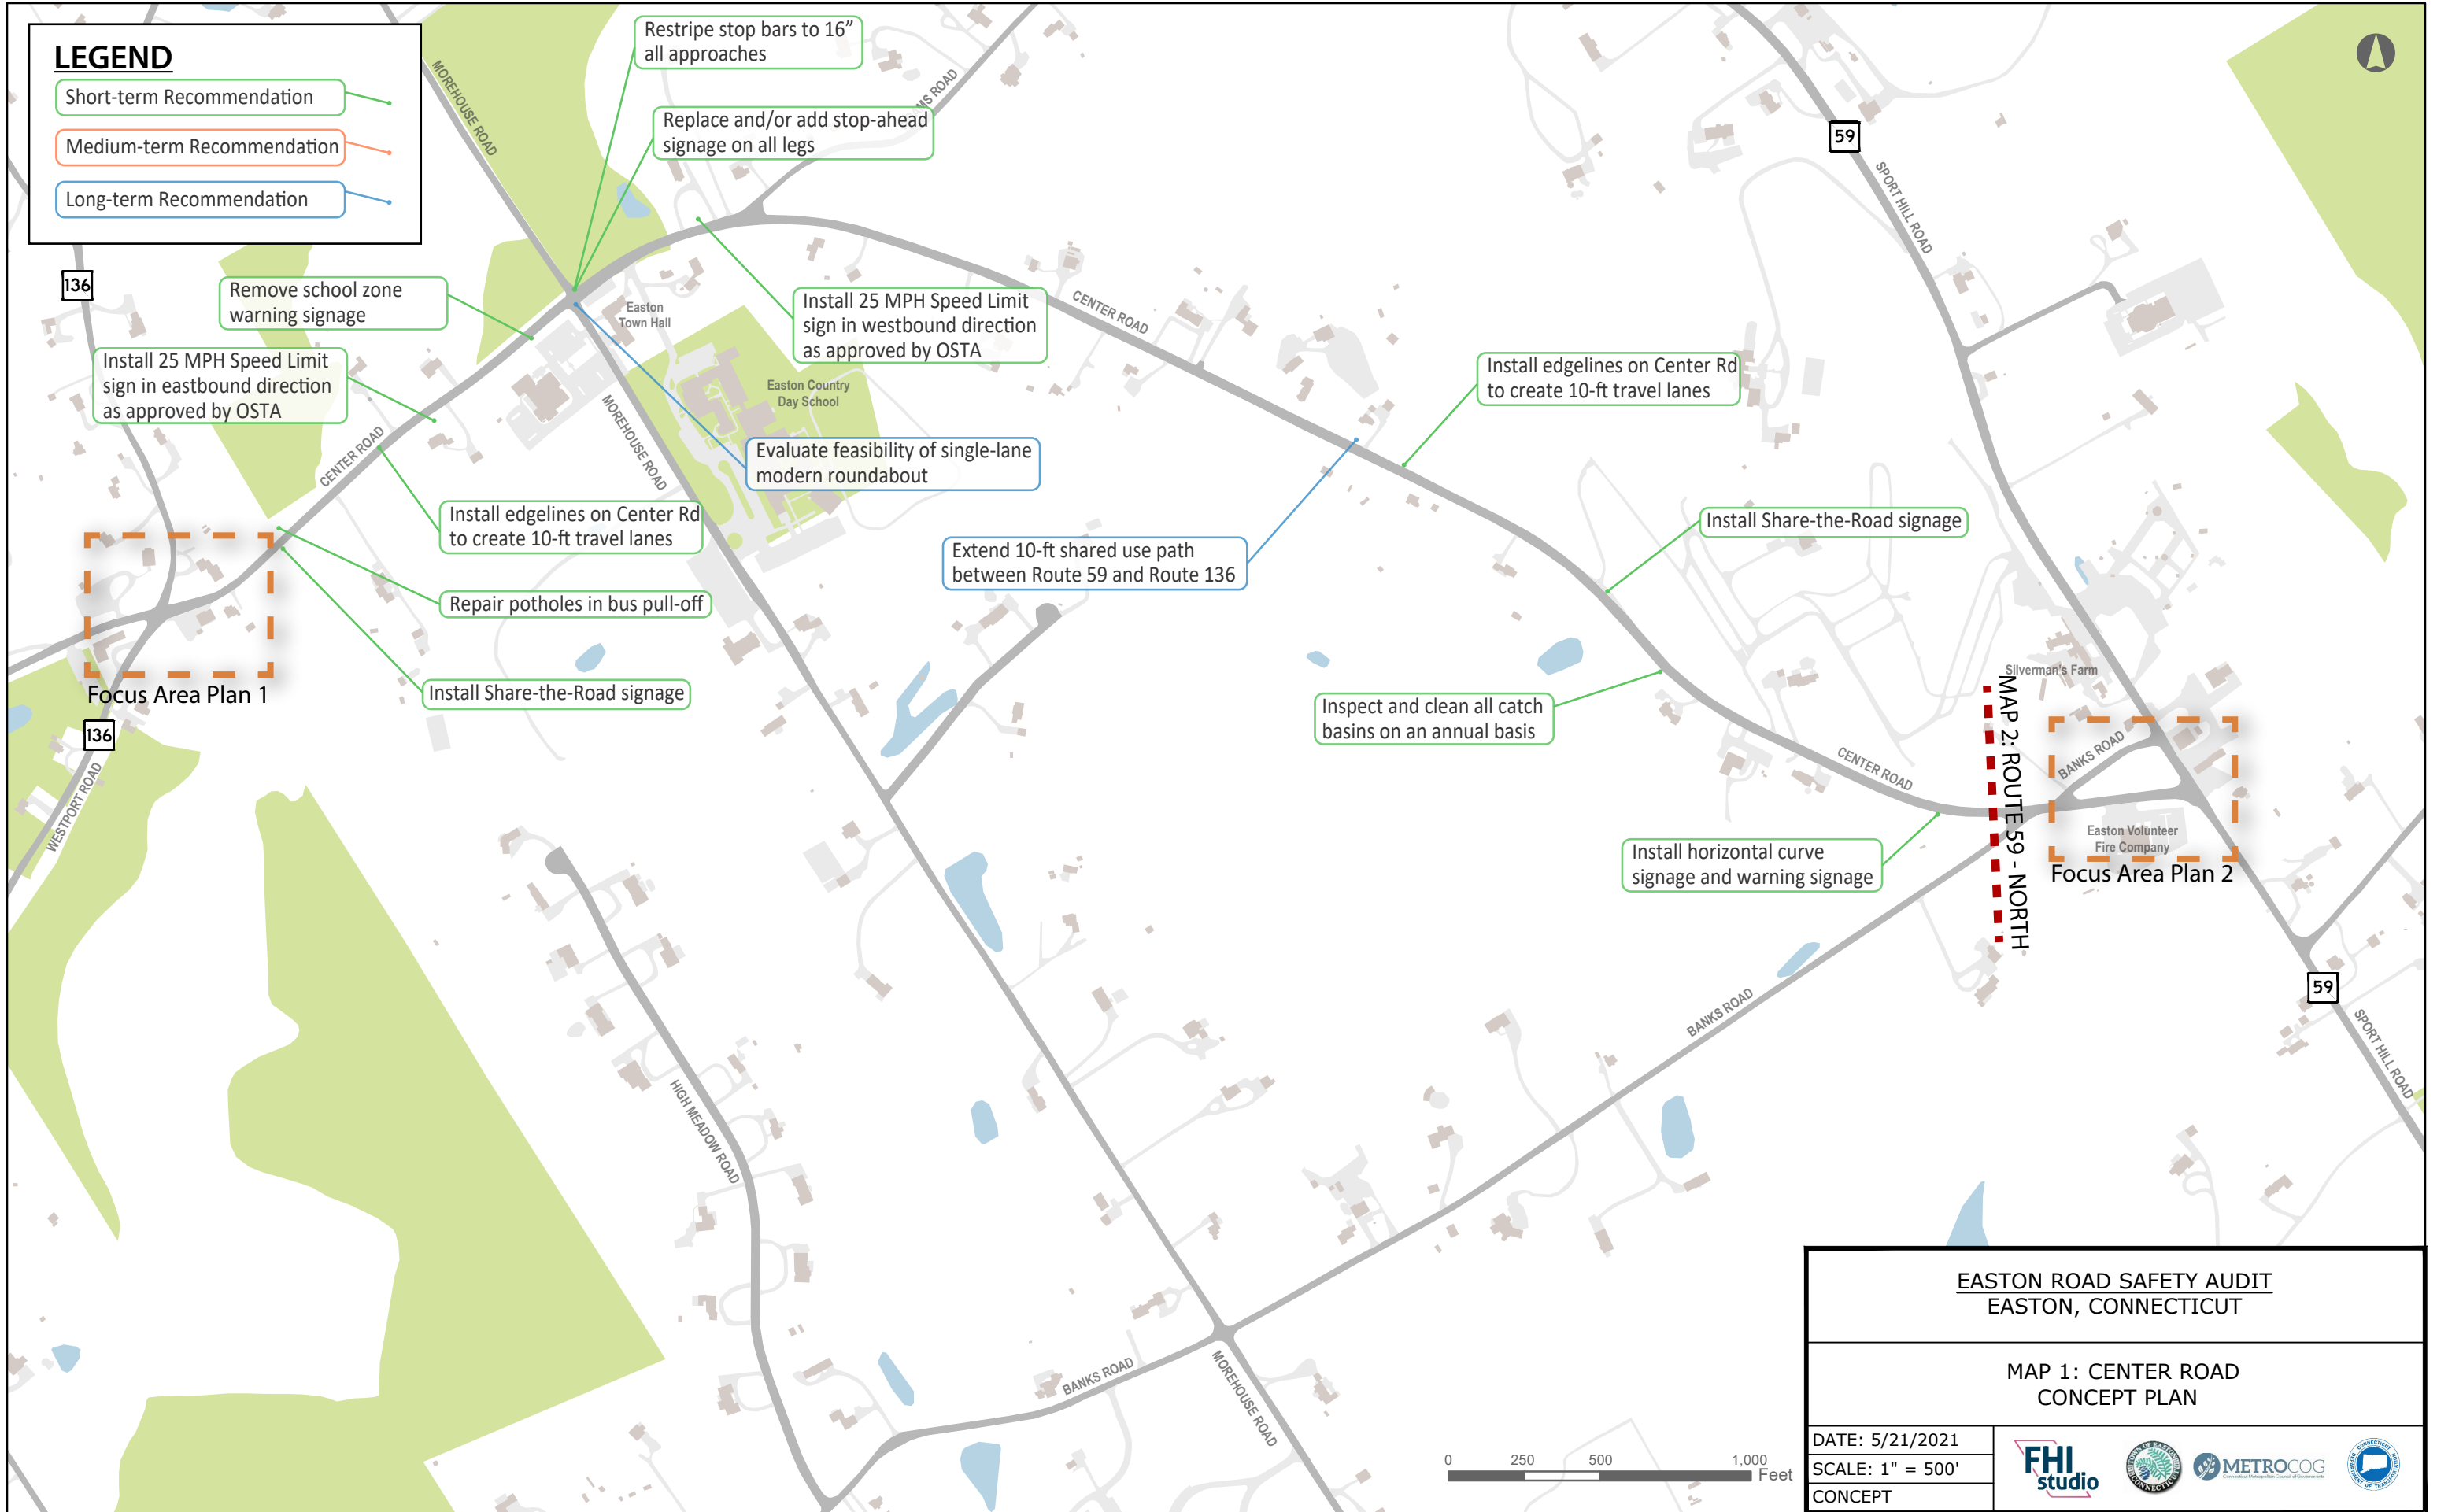 LEGEND
Short-term Recommendation
Medium-term Recommendation
Long-term Recommendation
Restripe stop bars to 16”
all approaches
Replace and/or add stop-ahead
signage on all legs
MOREHOUSE ROAD
MS ROAD
59
SPORT HILL ROAD
136
Remove school zone
warning signage
Easton
Town Hall
Install 25 MPH Speed Limit
sign in westbound direction
as approved by OSTA
CENTER ROAD
Install 25 MPH Speed Limit
sign in eastbound direction
as approved by OSTA
Easton Country
Day School
Install edgelines on Center Rd
to create 10-ft travel lanes
CENTER ROAD
MOREHOUSE ROAD
Evaluate feasibility of single-lane
modern roundabout
Install edgelines on Center Rd
to create 10-ft travel lanes
Install Share-the-Road signage
Extend 10-ft shared use path
between Route 59 and Route 136
Repair potholes in bus pull-off
Install Share-the-Road signage
Focus Area Plan 1
136
WESTPORT ROAD
Silverman's Farm
Inspect and clean all catch
basins on an annual basis
MAP 2: ROUTE 59 - NORTH
BANKS ROAD
CENTER ROAD
Easton Volunteer
Fire Company
Install horizontal curve
signage and warning signage
Focus Area Plan 2
59
SPORT HILL ROAD
BANKS ROAD
HIGH MEADOW ROAD
BANKS ROAD
MOREHOUSE ROAD
0 250 500 1,000
Feet
EASTON ROAD SAFETY AUDIT
EASTON, CONNECTICUT
MAP 1: CENTER ROAD
CONCEPT PLAN
DATE: 5/21/2021
SCALE: 1" = 500'
CONCEPT
FHI
studio
METROCOG